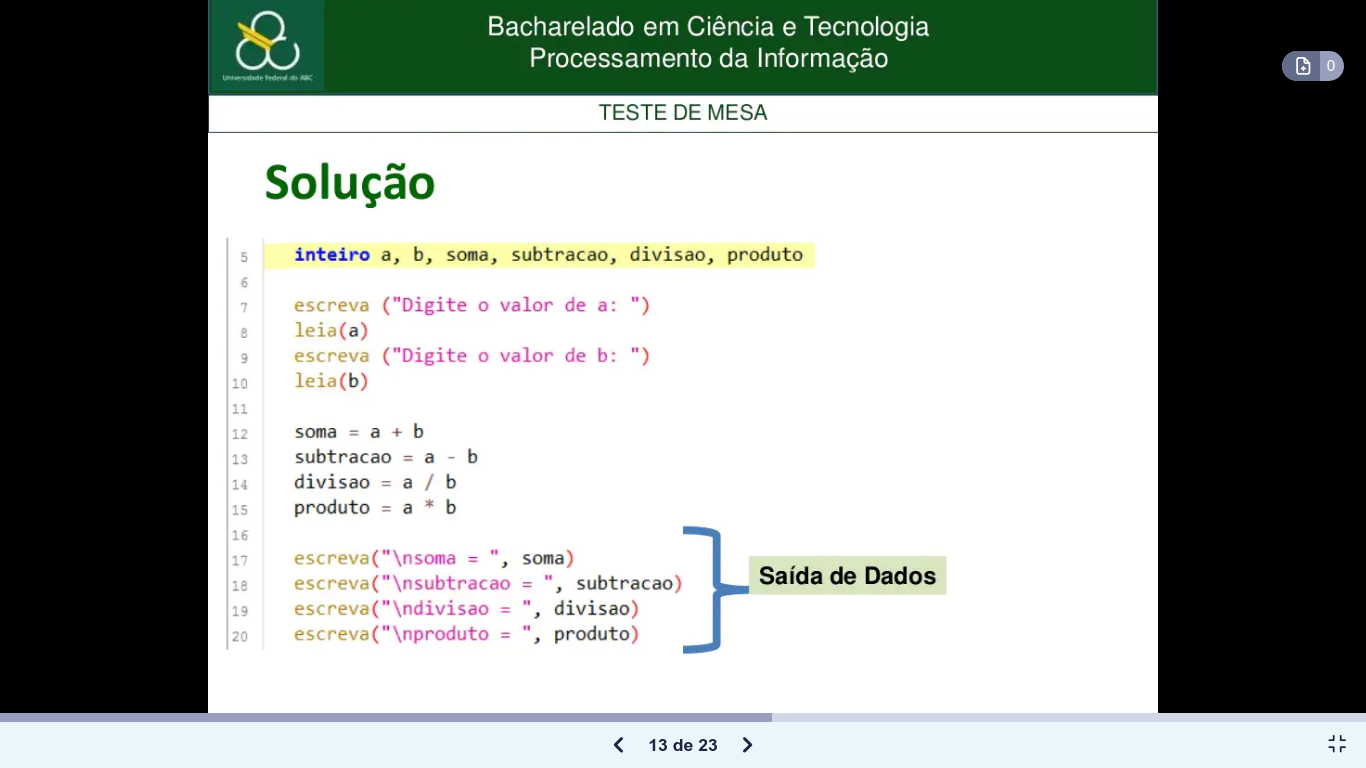 Bacharelado em Ciência e Tecnologia
Processamento da Informação
Universidade Federal do ABC
0
TESTE DE MESA
Solução
5 inteiro a, b, soma, subtracao, divisao, produto
6
7 escreva ("Digite o valor de a: ")
8 leia(a)
9 escreva ("Digite o valor de b: ")
10 leia(b)
11
12 soma = a + b
13 subtracao = a - b
14 divisao = a / b
15 produto = a * b
16
17 escreva("\nsoma = ", soma)
18 escreva("\nsubtracao = ", subtracao)
19 escreva("\ndivisao = ", divisao)
20 escreva("\nproduto = ", produto)
Saída de Dados
13 de 23